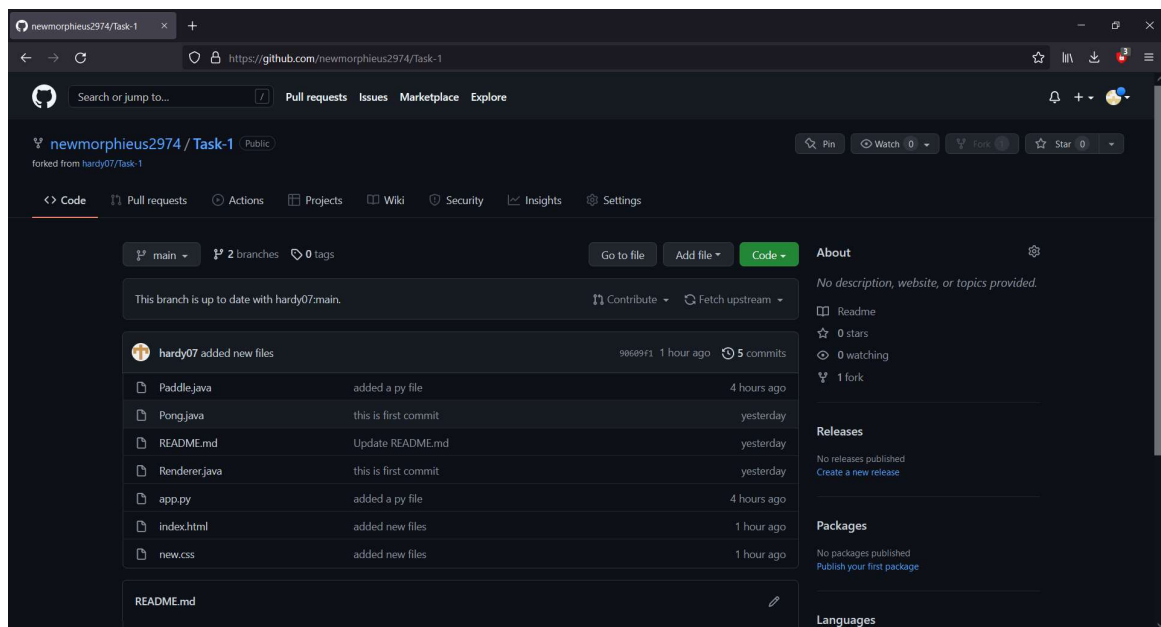 newmorphieus2974/Task-1
https://github.com/newmorphieus2974/Task-1
3
Search or jump to... / Pull requests Issues Marketplace Explore
newmorphieus2974 / Task-1 Public
Pin Watch 0 Fork 1 Star 0
forked from hardy07/Task-1
<> Code Pull requests Actions Projects Wiki Security Insights Settings
main 2 branches 0 tags Go to file Add file Code
This branch is up to date with hardy07:main. Contribute Fetch upstream
hardy07 added new files 90609f1 1 hour ago 5 commits
Paddle.java added a py file 4 hours ago
Pong.java this is first commit yesterday
README.md Update README.md yesterday
Renderer.java this is first commit yesterday
app.py added a py file 4 hours ago
index.html added new files 1 hour ago
new.css added new files 1 hour ago
README.md
About
No description, website, or topics provided.
Readme
0 stars
0 watching
1 fork
Releases
No releases published
Create a new release
Packages
No packages published
Publish your first package
Languages